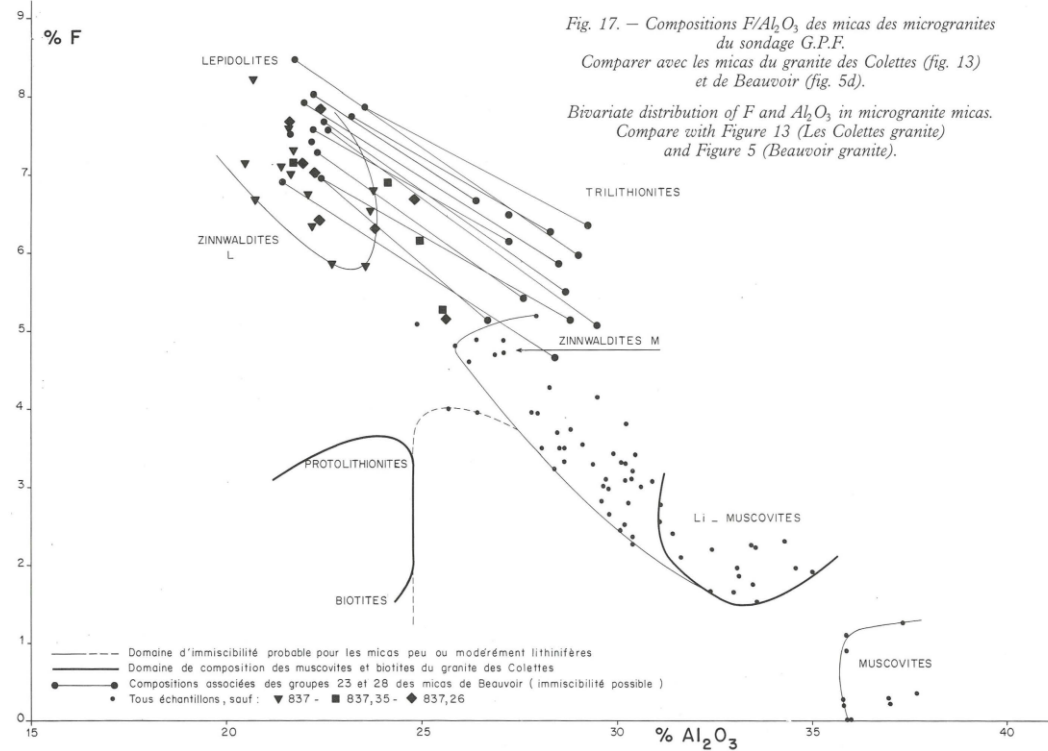 Fig. 17. — Compositions F/Al₂O₃ des micas des microgranites
du sondage G.P.F.
Comparer avec les micas du granite des Colettes (fig. 13)
et de Beauvoir (fig. 5d).
Bivariate distribution of F and Al₂O₃ in microgranite micas.
Compare with Figure 13 (Les Colettes granite)
and Figure 5 (Beauvoir granite).
% F
9
8
7
6
5
4
3
2
1
0
LEPIDOLITES
TRILITHIONITES
ZINNWALDITES
L
ZINNWALDITES M
PROTOLITHIONITES
Li _ MUSCOVITES
BIOTITES
MUSCOVITES
Domaine d'immiscibilité probable pour les micas peu ou modérément lithinifères
Domaine de composition des muscovites et biotites du granite des Colettes
Compositions associées des groupes 23 et 28 des micas de Beauvoir ( immiscibilité possible )
Tous échantillons, sauf : ▼ 837 - ■ 837,35 - ◆ 837,26
15 20 25 30 35 40
% Al₂O₃